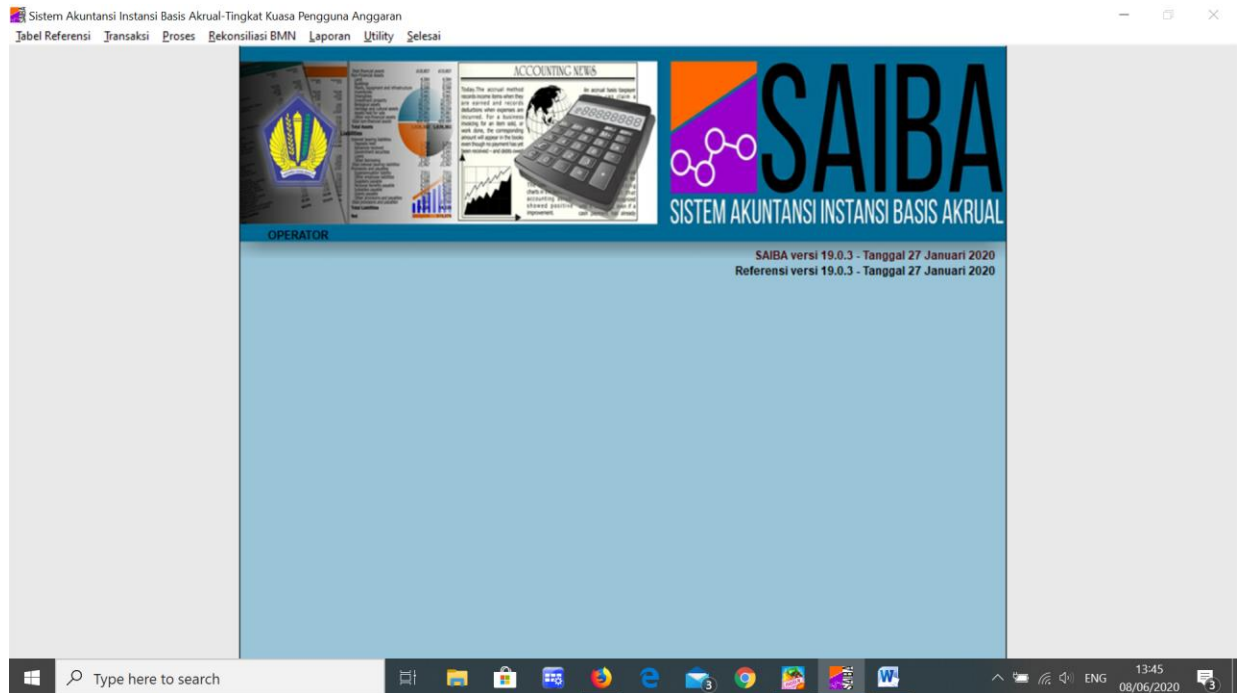 Sistem Akuntansi Instansi Basis Akrual-Tingkat Kuasa Pengguna Anggaran
Tabel Referensi Transaksi Proses Rekonsiliasi BMN Laporan Utility Selesai
ACCOUNTING NEWS
SAIBA
SISTEM AKUNTANSI INSTANSI BASIS AKRUAL
OPERATOR
SAIBA versi 19.0.3 - Tanggal 27 Januari 2020
Referensi versi 19.0.3 - Tanggal 27 Januari 2020
Type here to search
3
ENG
13:45
08/06/2020
3